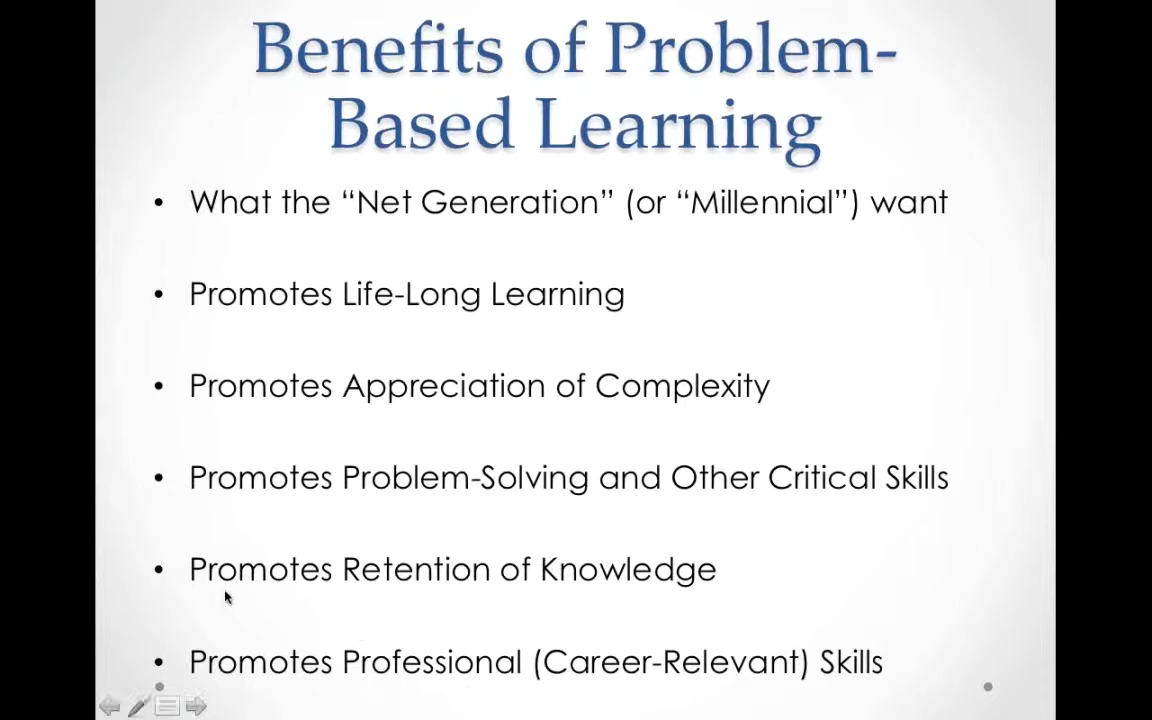 Benefits of Problem-
Based Learning
• What the “Net Generation” (or “Millennial”) want
• Promotes Life-Long Learning
• Promotes Appreciation of Complexity
• Promotes Problem-Solving and Other Critical Skills
• Promotes Retention of Knowledge
• Promotes Professional (Career-Relevant) Skills